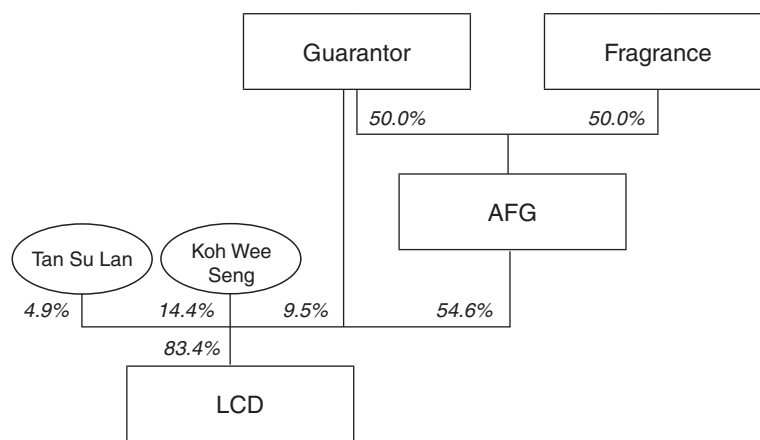 Guarantor
Fragrance
50.0%
50.0%
AFG
Tan Su Lan
Koh Wee
Seng
4.9%
14.4%
9.5%
54.6%
83.4%
LCD